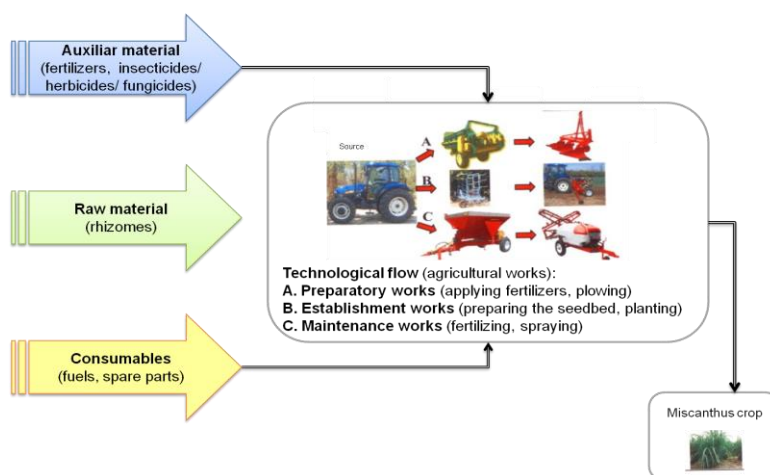 Auxiliar material
(fertilizers, insecticides/
herbicides/ fungicides)
Source
A
B
C
Raw material
(rhizomes)
Technological flow (agricultural works):
A. Preparatory works (applying fertilizers, plowing)
B. Establishment works (preparing the seedbed, planting)
C. Maintenance works (fertilizing, spraying)
Consumables
(fuels, spare parts)
Miscanthus crop